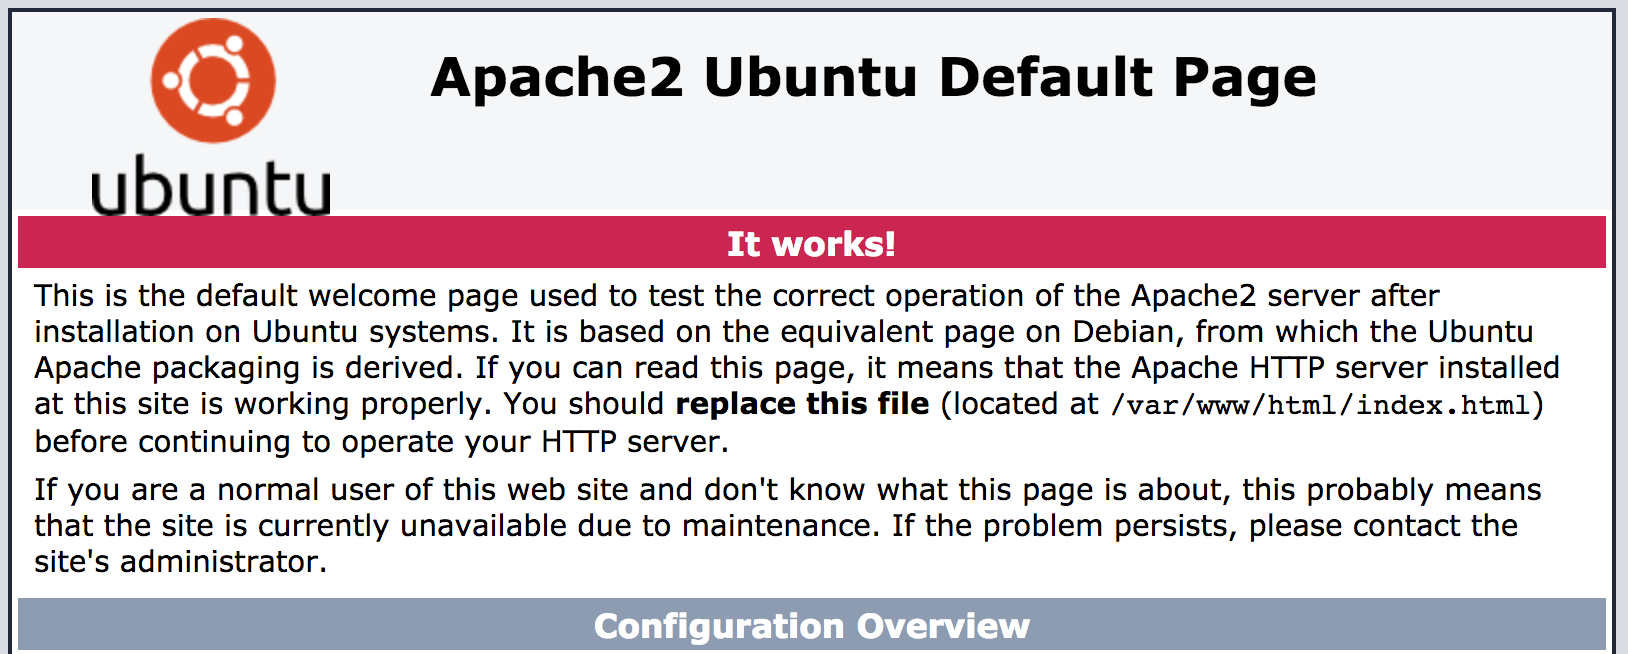 ubuntu
Apache2 Ubuntu Default Page
It works!
This is the default welcome page used to test the correct operation of the Apache2 server after
installation on Ubuntu systems. It is based on the equivalent page on Debian, from which the Ubuntu
Apache packaging is derived. If you can read this page, it means that the Apache HTTP server installed
at this site is working properly. You should replace this file (located at /var/www/html/index.html)
before continuing to operate your HTTP server.
If you are a normal user of this web site and don't know what this page is about, this probably means
that the site is currently unavailable due to maintenance. If the problem persists, please contact the
site's administrator.
Configuration Overview